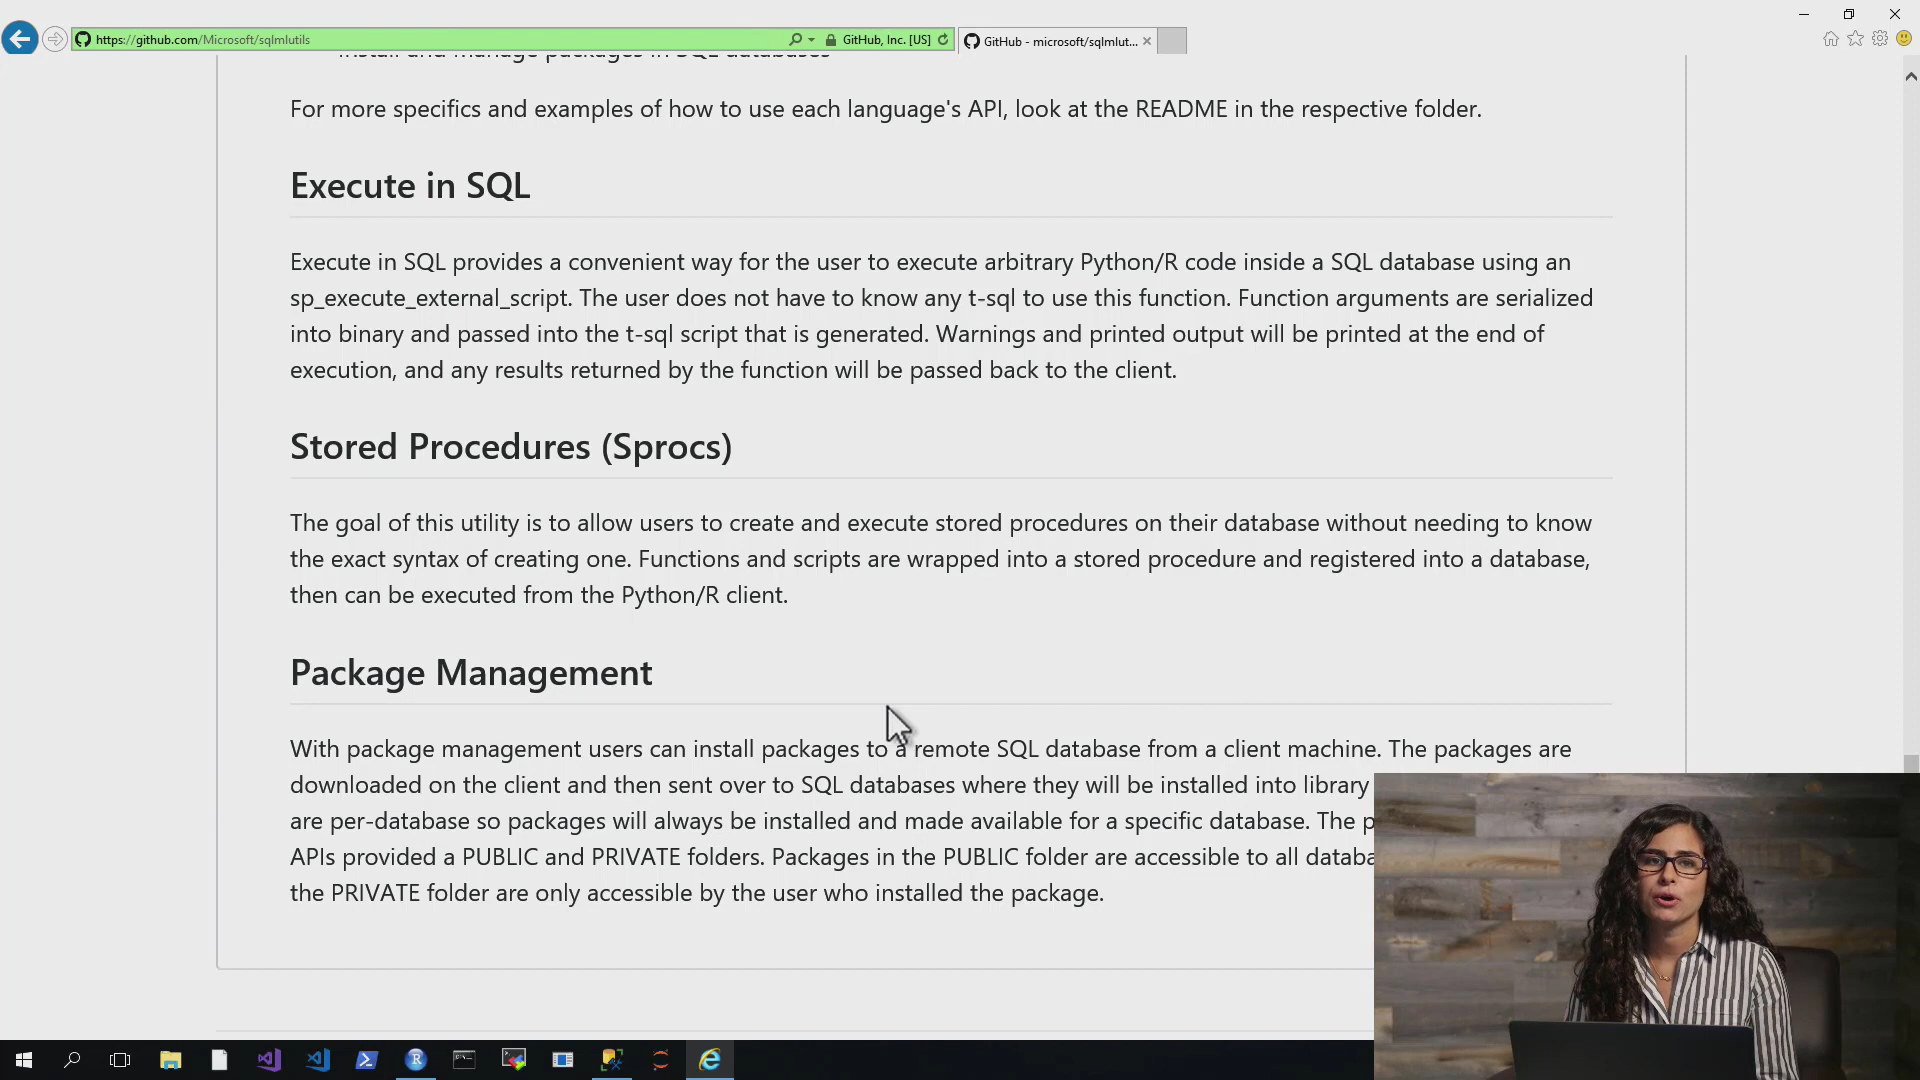 https://github.com/Microsoft/sqlmlutils
GitHub, Inc. [US]
GitHub - microsoft/sqlmlut...
install and manage packages in SQL databases
For more specifics and examples of how to use each language's API, look at the README in the respective folder.
Execute in SQL
Execute in SQL provides a convenient way for the user to execute arbitrary Python/R code inside a SQL database using an
sp_execute_external_script. The user does not have to know any t-sql to use this function. Function arguments are serialized
into binary and passed into the t-sql script that is generated. Warnings and printed output will be printed at the end of
execution, and any results returned by the function will be passed back to the client.
Stored Procedures (Sprocs)
The goal of this utility is to allow users to create and execute stored procedures on their database without needing to know
the exact syntax of creating one. Functions and scripts are wrapped into a stored procedure and registered into a database,
then can be executed from the Python/R client.
Package Management
With package management users can install packages to a remote SQL database from a client machine. The packages are
downloaded on the client and then sent over to SQL databases where they will be installed into library
are per-database so packages will always be installed and made available for a specific database. The p
APIs provided a PUBLIC and PRIVATE folders. Packages in the PUBLIC folder are accessible to all databa
the PRIVATE folder are only accessible by the user who installed the package.